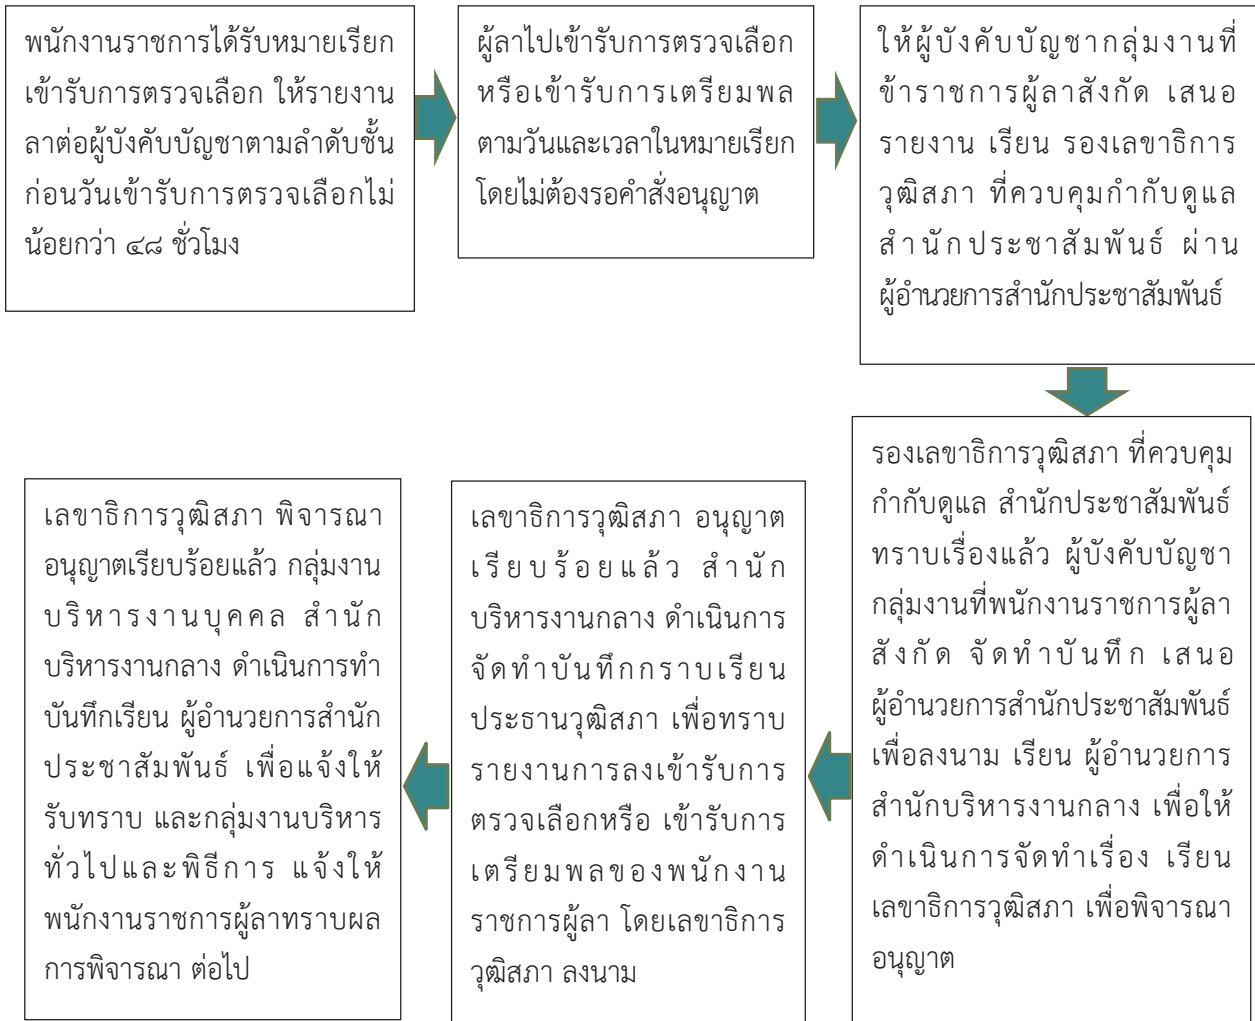 พนักงานราชการได้รับหมายเรียก
เข้ารับการตรวจเลือก ให้รายงาน
ลาต่อผู้บังคับบัญชาตามลำดับชั้น
ก่อนวันเข้ารับการตรวจเลือกไม่
น้อยกว่า ๔๘ ชั่วโมง
ผู้ลาไปเข้ารับการตรวจเลือก
หรือเข้ารับการเตรียมพล
ตามวันและเวลาในหมายเรียก
โดยไม่ต้องรอคำสั่งอนุญาต
ให้ผู้บังคับบัญชากลุ่มงานที่
ข้าราชการผู้ลาสังกัด เสนอ
รายงาน เรียน รองเลขาธิการ
วุฒิสภา ที่ควบคุมกำกับดูแล
สำนักประชาสัมพันธ์ ผ่าน
ผู้อำนวยการสำนักประชาสัมพันธ์
รองเลขาธิการวุฒิสภา ที่ควบคุม
กำกับดูแล สำนักประชาสัมพันธ์
ทราบเรื่องแล้ว ผู้บังคับบัญชา
กลุ่มงานที่พนักงานราชการผู้ลา
สังกัด จัดทำบันทึก เสนอ
ผู้อำนวยการสำนักประชาสัมพันธ์
เพื่อลงนาม เรียน ผู้อำนวยการ
สำนักบริหารงานกลาง เพื่อให้
ดำเนินการจัดทำเรื่อง เรียน
เลขาธิการวุฒิสภา เพื่อพิจารณา
อนุญาต
เลขาธิการวุฒิสภา อนุญาต
เรียบร้อยแล้ว สำนัก
บริหารงานกลาง ดำเนินการ
จัดทำบันทึกกราบเรียน
ประธานวุฒิสภา เพื่อทราบ
รายงานการลงเข้ารับการ
ตรวจเลือกหรือ เข้ารับการ
เตรียมพลของพนักงาน
ราชการผู้ลา โดยเลขาธิการ
วุฒิสภา ลงนาม
เลขาธิการวุฒิสภา พิจารณา
อนุญาตเรียบร้อยแล้ว กลุ่มงาน
บริหารงานบุคคล สำนัก
บริหารงานกลาง ดำเนินการทำ
บันทึกเรียน ผู้อำนวยการสำนัก
ประชาสัมพันธ์ เพื่อแจ้งให้
รับทราบ และกลุ่มงานบริหาร
ทั่วไปและพิธีการ แจ้งให้
พนักงานราชการผู้ลาทราบผล
การพิจารณา ต่อไป